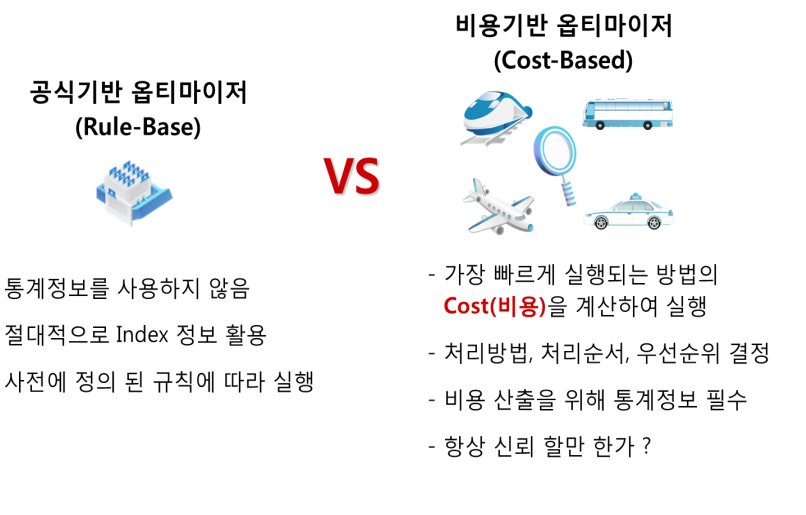 공식기반 옵티마이저
(Rule-Base)
통계정보를 사용하지 않음
절대적으로 Index 정보 활용
사전에 정의 된 규칙에 따라 실행
VS
비용기반 옵티마이저
(Cost-Based)
- 가장 빠르게 실행되는 방법의
Cost(비용)을 계산하여 실행
- 처리방법, 처리순서, 우선순위 결정
- 비용 산출을 위해 통계정보 필수
- 항상 신뢰 할만 한가 ?